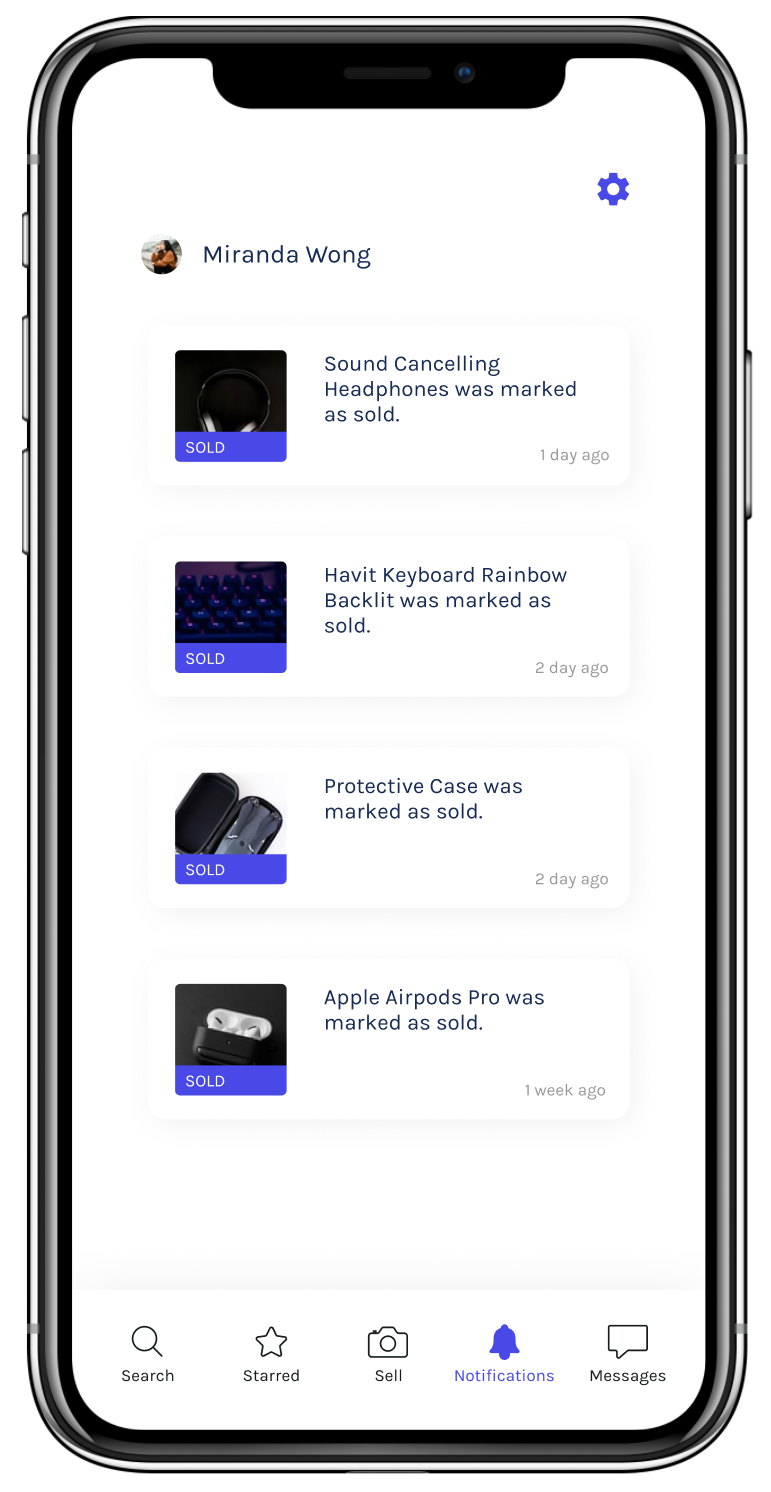 Miranda Wong
Sound Cancelling
Headphones was marked
as sold.
SOLD
1 day ago
Havit Keyboard Rainbow
Backlit was marked as
sold.
SOLD
2 day ago
Protective Case was
marked as sold.
SOLD
2 day ago
Apple Airpods Pro was
marked as sold.
SOLD
1 week ago
Search
Starred
Sell
Notifications
Messages